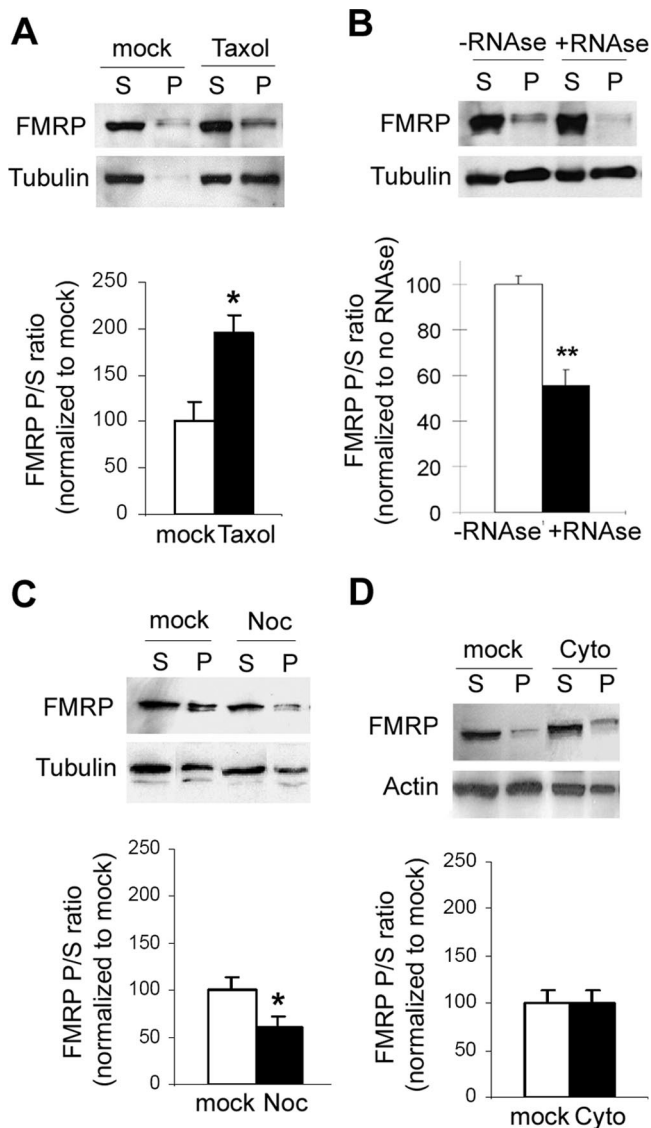 A
mock Taxol
S P S P
FMRP
Tubulin
FMRP P/S ratio
(normalized to mock)
250
200
150
100
50
0
*
mock Taxol
B
-RNAse +RNAse
S P S P
FMRP
Tubulin
FMRP P/S ratio
(normalized to no RNAse)
100
80
60
40
20
0
**
-RNAse +RNAse
C
mock Noc
S P S P
FMRP
Tubulin
FMRP P/S ratio
(normalized to mock)
250
200
150
100
50
0
*
mock Noc
D
mock Cyto
S P S P
FMRP
Actin
FMRP P/S ratio
(normalized to mock)
250
200
150
100
50
0
mock Cyto